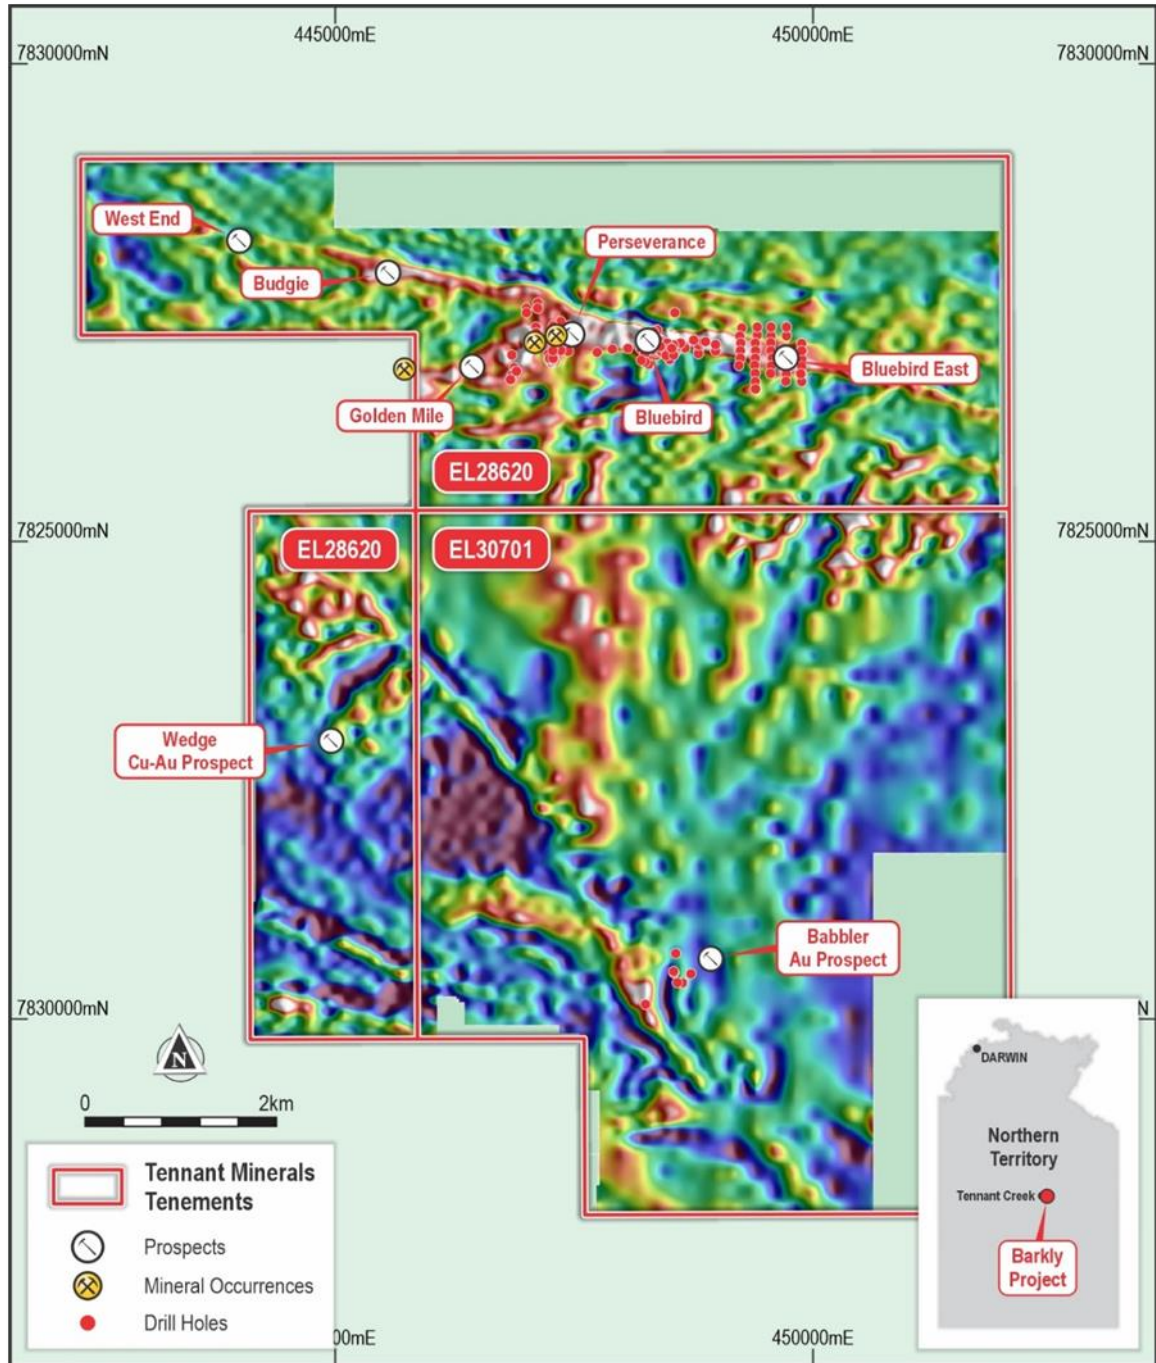 445000mE
450000mE
7830000mN
7830000mN
West End
Perseverance
Budgie
Bluebird East
Golden Mile
Bluebird
EL28620
7825000mN
7825000mN
EL28620
EL30701
Wedge
Cu-Au Prospect
Babbler
Au Prospect
7830000mN
N
N
0
2km
DARWIN
Northern
Territory
Tennant Creek
Barkly
Project
Tennant Minerals
Tenements
Prospects
Mineral Occurrences
Drill Holes
00mE
450000mE